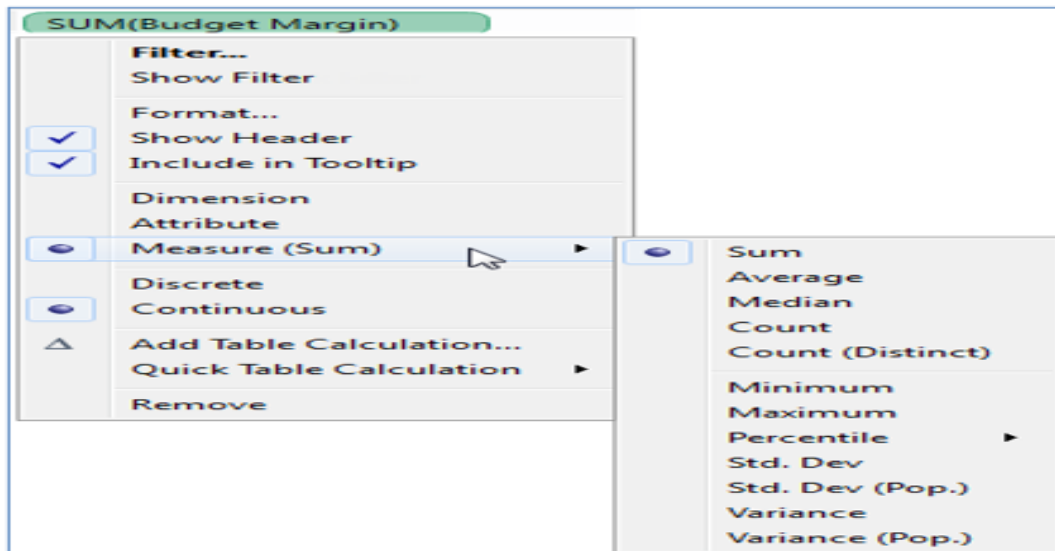 SUM(Budget Margin)
Filter...
Show Filter
Format...
Show Header
Include in Tooltip
Dimension
Attribute
Measure (Sum)
Discrete
Continuous
Add Table Calculation...
Quick Table Calculation
Remove
Sum
Average
Median
Count
Count (Distinct)
Minimum
Maximum
Percentile
Std. Dev
Std. Dev (Pop.)
Variance
Variance (Pop.)